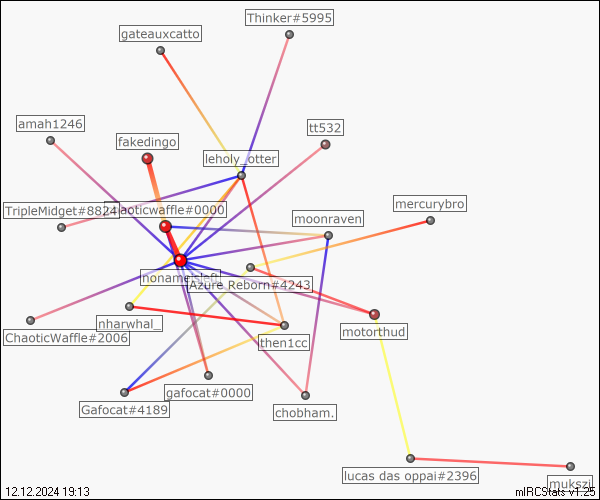 Thinker#5995
gateauxcatto
amah1246
tt532
fakedingo
leholy_otter
mercurybro
TripleMidget#8824
haoticwaffle#0000
moonraven
noname
Azure Reborn#4243
nharwhal_
motorthud
ChaoticWaffle#2006
then1cc
gafocat#0000
Gafocat#4189
chobham.
lucas das oppai#2396
mukszi
12.12.2024 19:13
mIRCStats v1.25